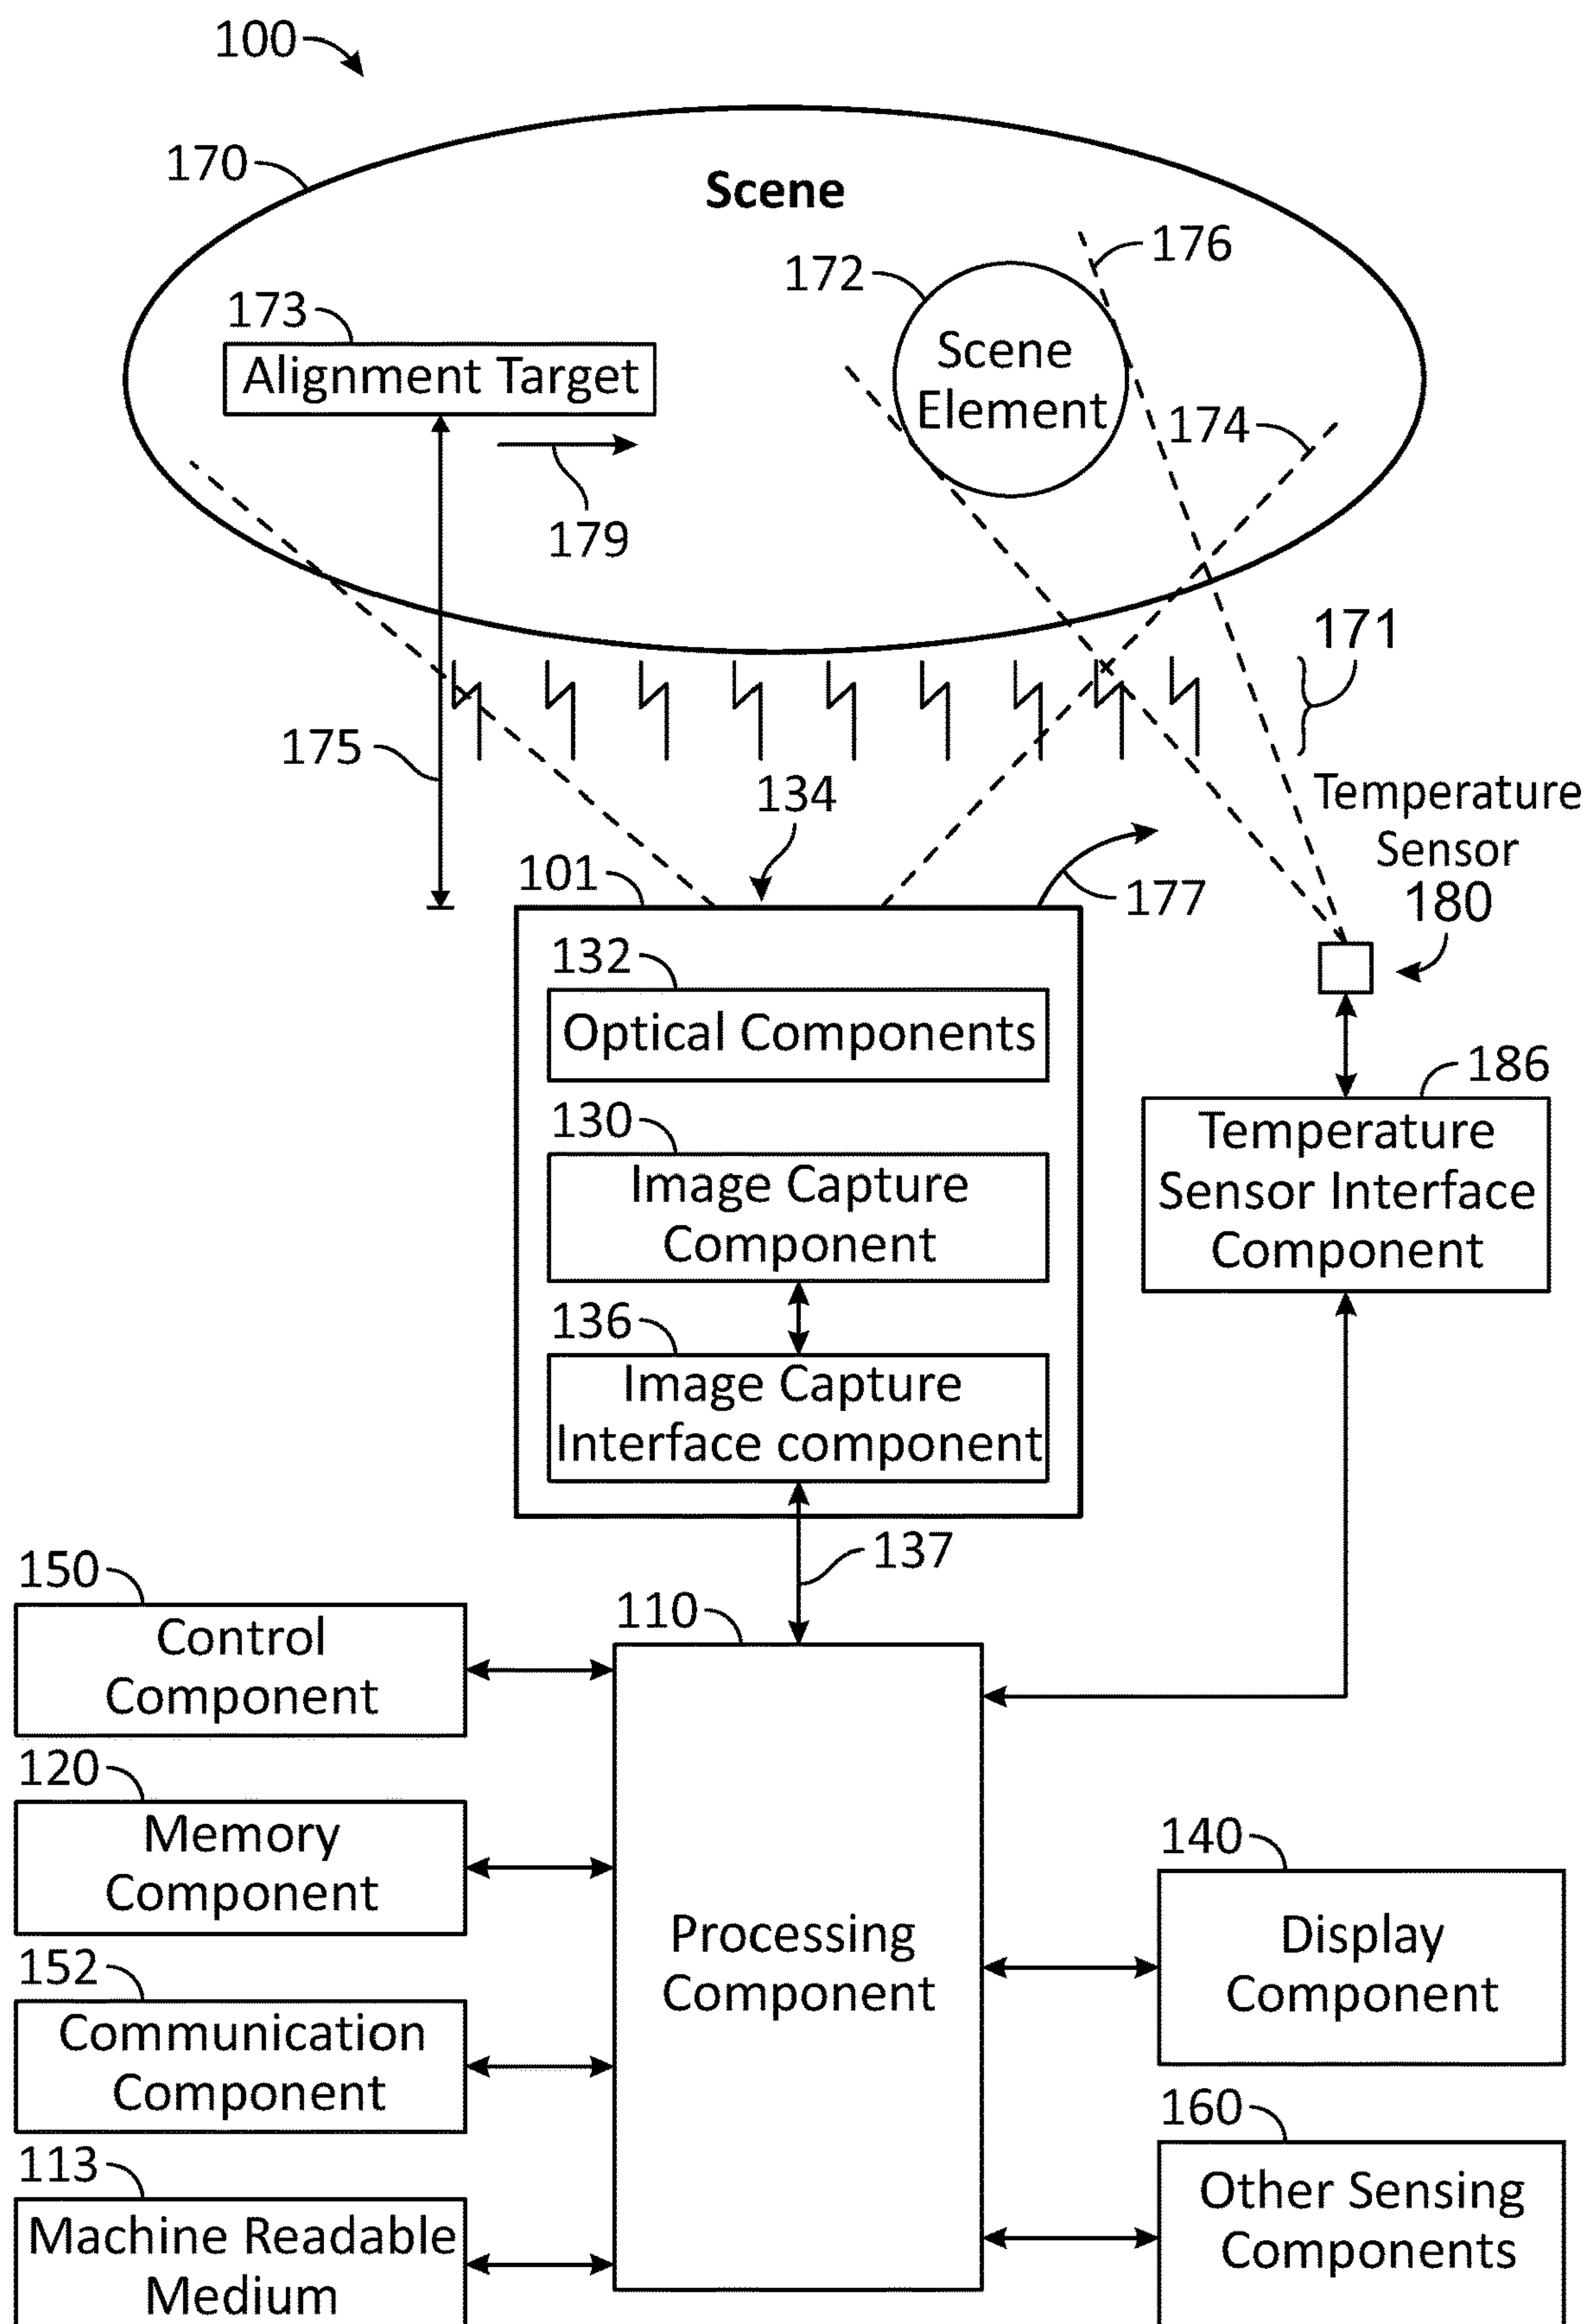 100
170
Scene
176
172
173
Alignment Target
Scene
Element
174
179
171
175
134
Temperature
Sensor
101
177
180
132
Optical Components
186
130
Temperature
Sensor Interface
Component
Image Capture
Component
136
Image Capture
Interface component
137
150
110
Control
Component
120
Memory
Component
140
Processing
Component
Display
Component
152
Communication
Component
160
113
Other Sensing
Components
Machine Readable
Medium